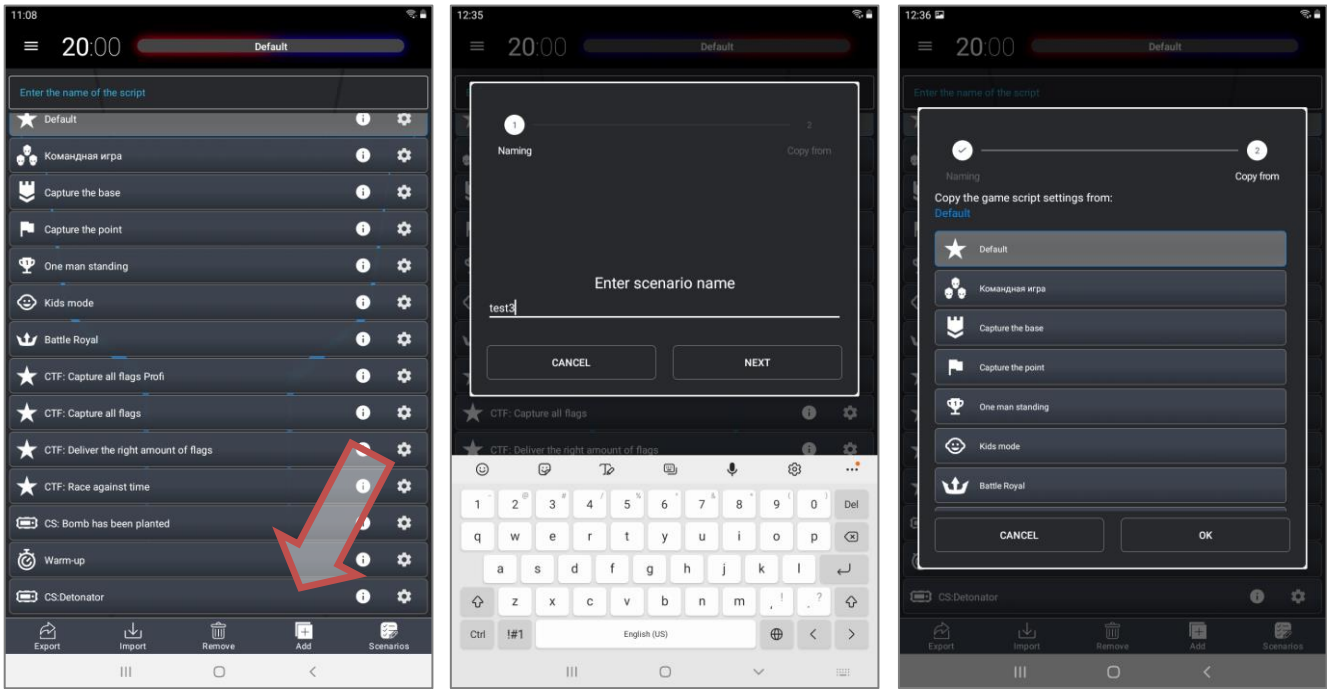 11:08
20:00
Default
Enter the name of the script
Default
Командная игра
Capture the base
Capture the point
One man standing
Kids mode
Battle Royal
CTF: Capture all flags Profi
CTF: Capture all flags
CTF: Deliver the right amount of flags
CTF: Race against time
CS: Bomb has been planted
Warm-up
CS:Detonator
Export Import Remove Add Scenarios
12:35
20:00
Default
1 2
Naming Copy from
Enter scenario name
test3
CANCEL NEXT
CTF: Capture all flags
CTF: Deliver the right amount of flags
1 2 3 4 5 6 7 8 9 0 Del
q w e r t y u i o p
a s d f g h j k l
z x c v b n m , ! . ?
Ctrl !#1 English (US) < >
12:36
20:00
Default
Enter the name of the script
2
Naming Copy from
Copy the game script settings from:
Default
Default
Командная игра
Capture the base
Capture the point
One man standing
Kids mode
Battle Royal
CANCEL OK
CS:Detonator
Export Import Remove Add Scenarios